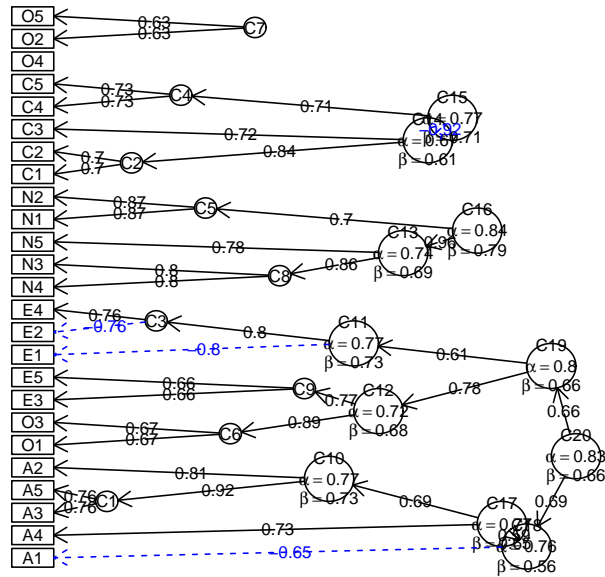 O5
0.63
O2
0.63
C7
O4
C5
0.73
C4
0.73
C4
0.71
C15
α = 0.77
β = 0.71
C3
0.72
C14
−0.92
β = 0.61
C2
0.7
C1
0.7
C2
0.84
N2
0.87
N1
0.87
C5
0.7
C16
α = 0.84
β = 0.79
N5
0.78
C13
α = 0.74
β = 0.69
0.96
N3
0.8
N4
0.8
C8
0.86
E4
0.76
E2
−0.76
C3
0.8
E1
−0.8
C11
α = 0.77
β = 0.73
0.61
C19
α = 0.8
β = 0.66
E5
0.66
E3
0.66
C9
0.77
C12
α = 0.72
β = 0.68
0.78
O3
0.67
O1
0.67
C6
0.89
0.66
C20
α = 0.83
β = 0.66
A2
0.81
C10
α = 0.77
β = 0.73
A5
0.76
A3
0.76
C1
0.92
0.69
0.69
A4
0.73
C17
A1
−0.65
C18
α = 0.76
β = 0.56